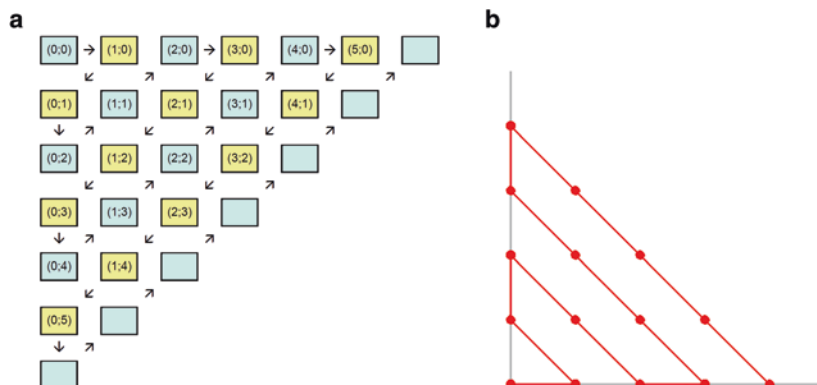 a
b
(0;0) → (1;0) (2;0) → (3;0) (4;0) → (5;0)
(0;1) (1;1) (2;1) (3;1) (4;1)
(0;2) (1;2) (2;2) (3;2)
(0;3) (1;3) (2;3)
(0;4) (1;4)
(0;5)